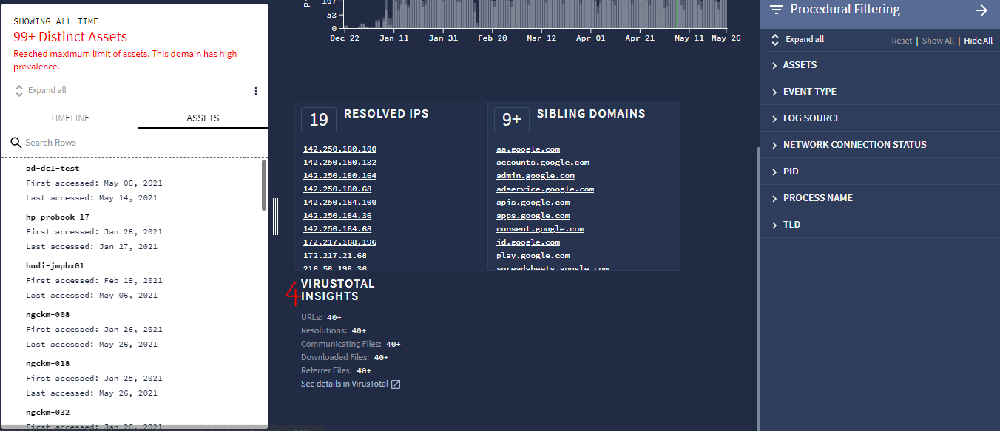 SHOWING ALL TIME
99+ Distinct Assets
Reached maximum limit of assets. This domain has high
prevalence.
Expand all
TIMELINE ASSETS
Search Rows
ad-dc1-test
First accessed: May 06, 2021
Last accessed: May 14, 2021
hp-probook-17
First accessed: Jan 26, 2021
Last accessed: Jan 27, 2021
hudi-jmpbx01
First accessed: Feb 19, 2021
Last accessed: May 06, 2021
ngckm-008
First accessed: Jan 26, 2021
Last accessed: May 26, 2021
ngckm-018
First accessed: Jan 25, 2021
Last accessed: May 26, 2021
ngckm-032
First accessed: Jan 26, 2021
107
53
0
Dec 22 Jan 11 Jan 31 Feb 20 Mar 12 Apr 01 Apr 21 May 11 May 26
19 RESOLVED IPS
142.250.180.100
142.250.180.132
142.250.180.164
142.250.180.68
142.250.184.100
142.250.184.36
142.250.184.68
172.217.168.196
172.217.21.68
216.58.198.36
9+ SIBLING DOMAINS
aa.google.com
accounts.google.com
admin.google.com
adservice.google.com
apis.google.com
apps.google.com
consent.google.com
id.google.com
play.google.com
spreadsheets.google.com
4
VIRUSTOTAL
INSIGHTS
URLs: 40+
Resolutions: 40+
Communicating Files: 40+
Downloaded Files: 40+
Referrer Files: 40+
See details in VirusTotal
Procedural Filtering
Expand all Reset | Show All | Hide All
ASSETS
EVENT TYPE
LOG SOURCE
NETWORK CONNECTION STATUS
PID
PROCESS NAME
TLD